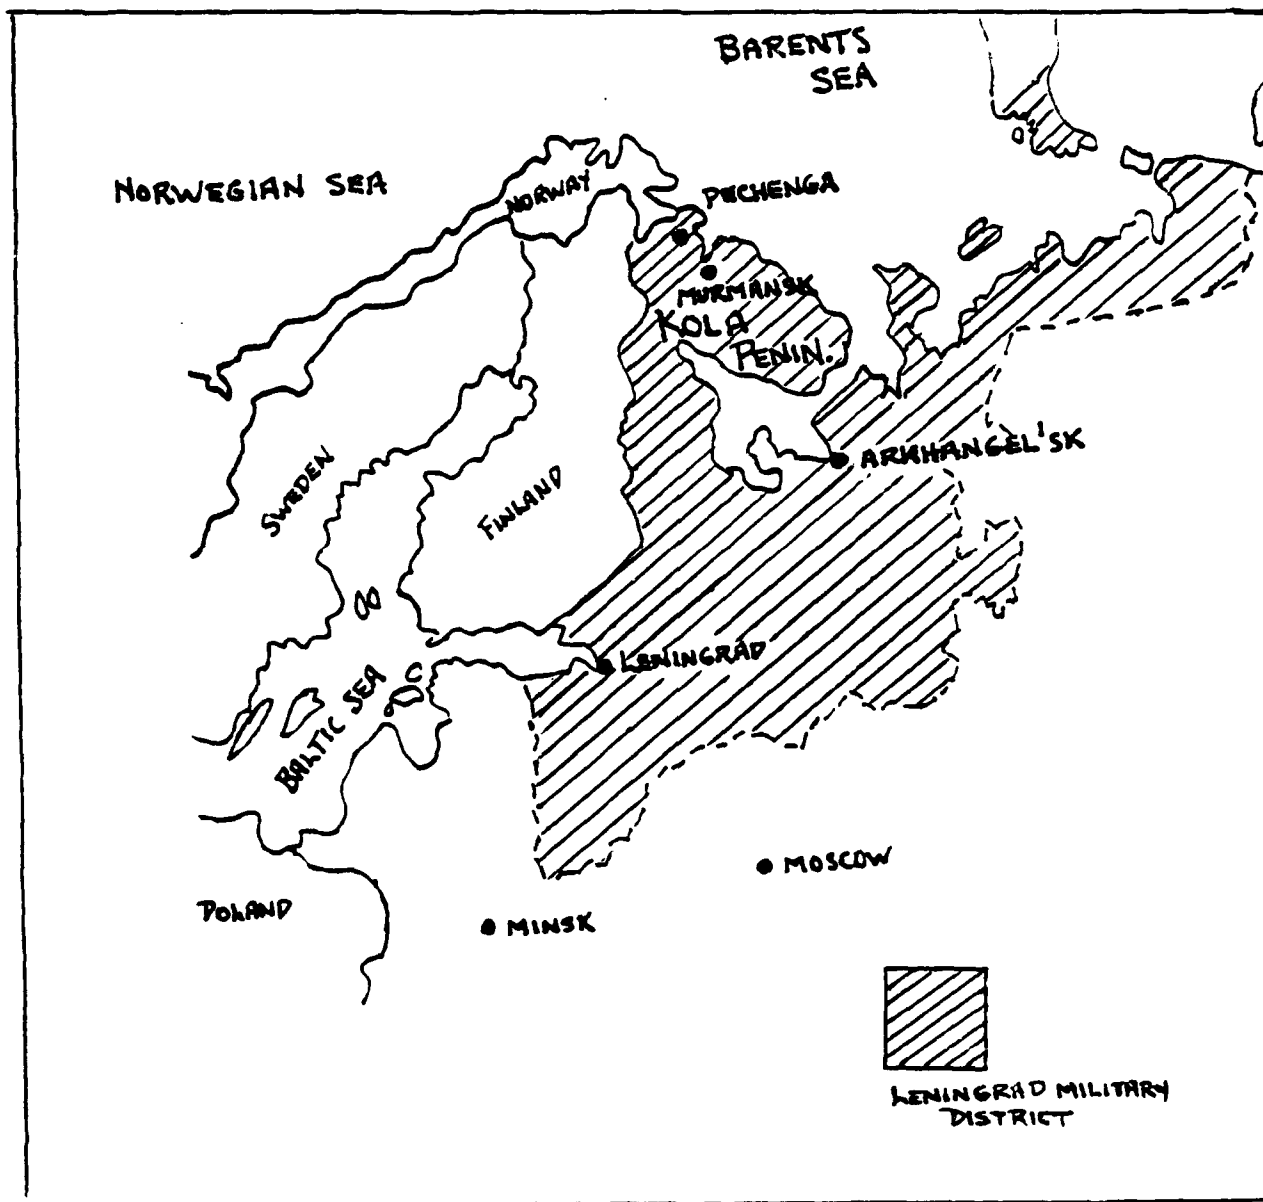 BARENTS
SEA
NORWEGIAN SEA
NORWAY
PECHENGA
MURMANSK
KOLA
PENIN.
ARKHANGEL'SK
SWEDEN
FINLAND
LENINGRAD
BALTIC SEA
MOSCOW
POLAND
MINSK
LENINGRAD MILITARY
DISTRICT